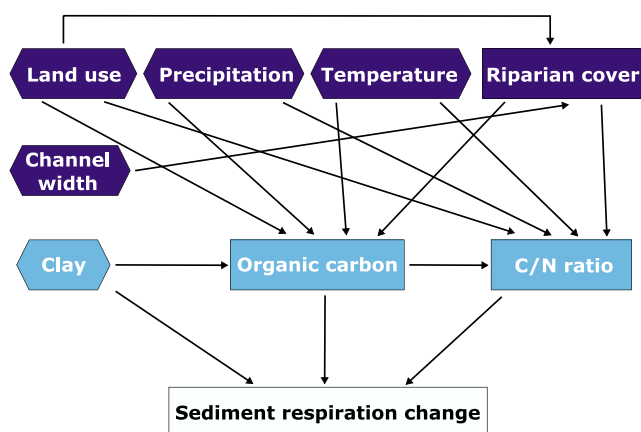 Land use
Precipitation
Temperature
Riparian cover
Channel
width
Clay
Organic carbon
C/N ratio
Sediment respiration change